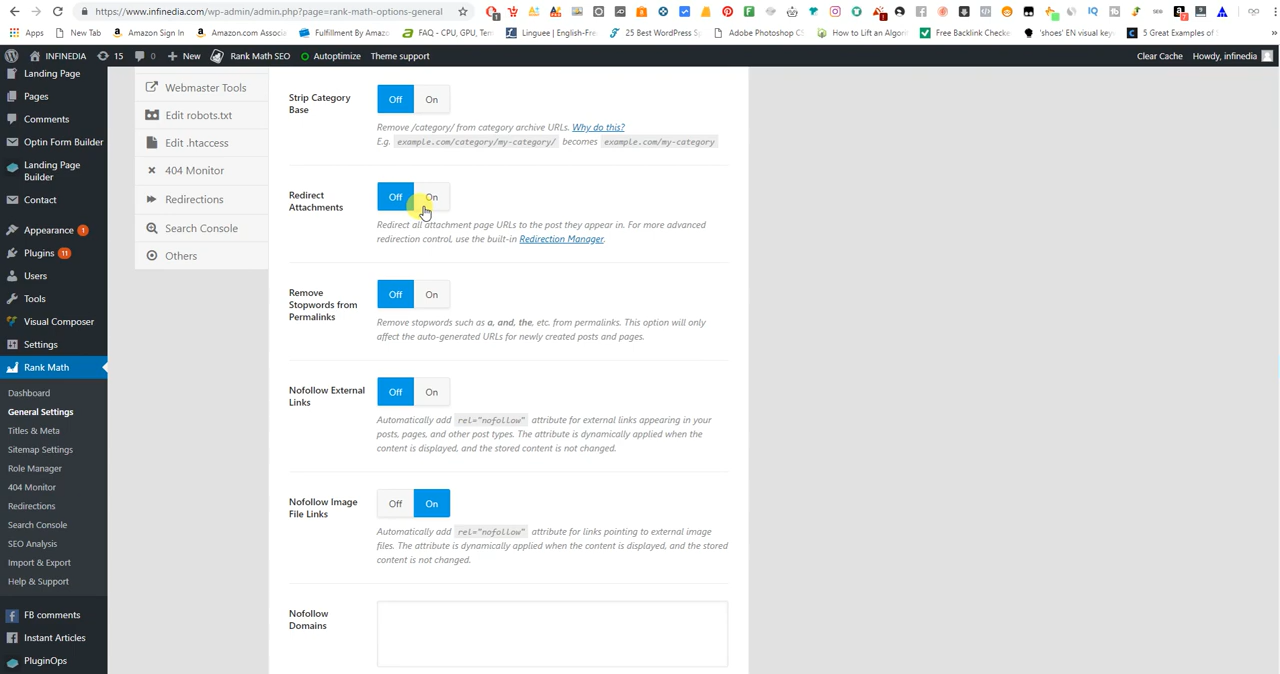 https://www.infinedia.com/wp-admin/admin.php?page=rank-math-options-general
Apps
New Tab
Amazon Sign In
Amazon.com Associa
Fulfillment By Amazo
FAQ - CPU, GPU, Tem
Linguee | English-Fre
25 Best WordPress S
Adobe Photoshop CS
How to Lift an Algor
Free Backlink Checke
'shoes' EN visual key
5 Great Examples of
»
INFINEDIA
15
0
New
Rank Math SEO
Autoptimize
Theme support
Clear Cache
Howdy, infinedia
Landing Page
Pages
Comments
Optin Form Builder
Landing Page
Builder
Contact
Appearance 1
Plugins 11
Users
Tools
Visual Composer
Settings
Rank Math
Dashboard
General Settings
Titles & Meta
Sitemap Settings
Role Manager
404 Monitor
Redirections
Search Console
SEO Analysis
Import & Export
Help & Support
FB comments
Instant Articles
PluginOps
Webmaster Tools
Edit robots.txt
Edit .htaccess
404 Monitor
Redirections
Search Console
Others
Strip Category
Base
Off On
Remove /category/ from category archive URLs. Why do this?
E.g. example.com/category/my-category/ becomes example.com/my-category
Redirect
Attachments
Off On
Redirect all attachment page URLs to the post they appear in. For more advanced
redirection control, use the built-in Redirection Manager.
Remove
Stopwords from
Permalinks
Off On
Remove stopwords such as a, and, the, etc. from permalinks. This option will only
affect the auto-generated URLs for newly created posts and pages.
Nofollow External
Links
Off On
Automatically add rel="nofollow" attribute for external links appearing in your
posts, pages, and other post types. The attribute is dynamically applied when the
content is displayed, and the stored content is not changed.
Nofollow Image
File Links
Off On
Automatically add rel="nofollow" attribute for links pointing to external image
files. The attribute is dynamically applied when the content is displayed, and the stored
content is not changed.
Nofollow
Domains